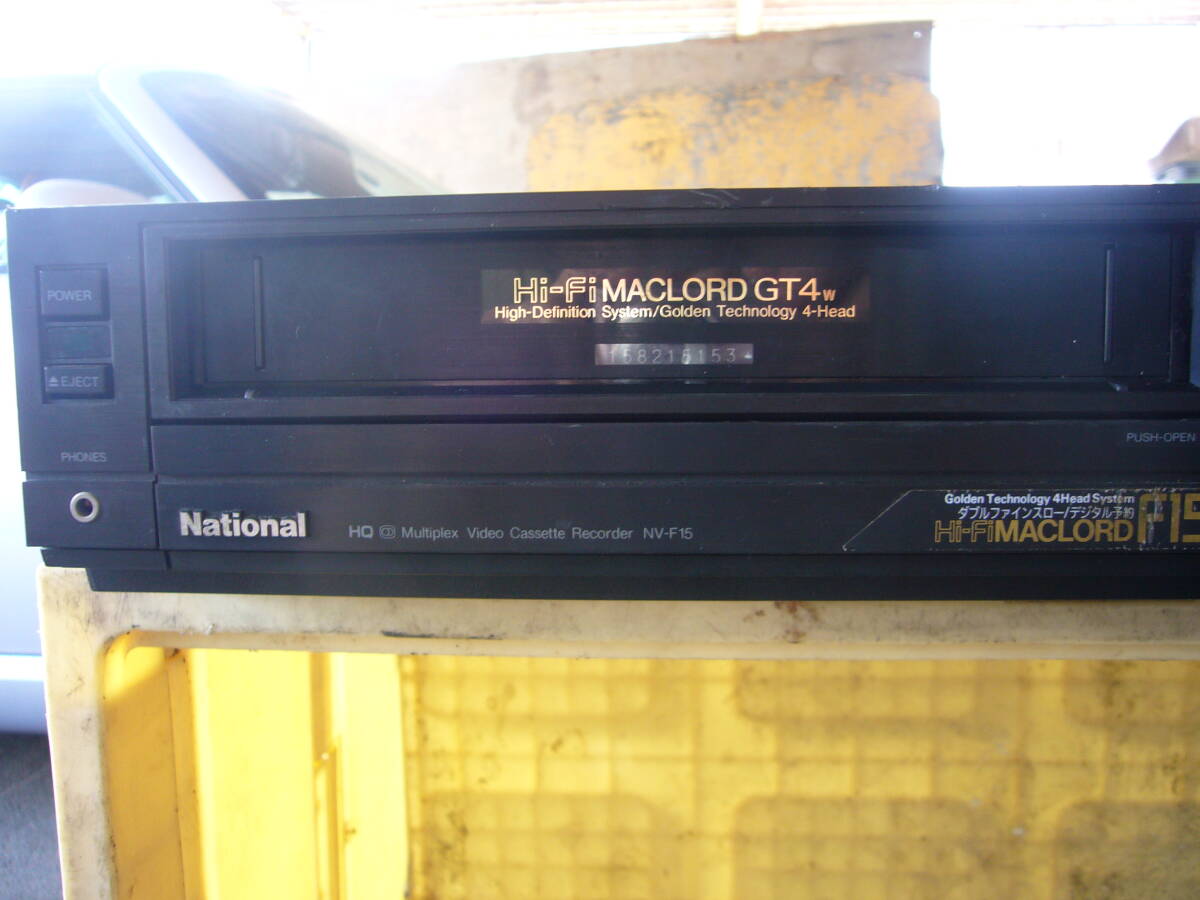 POWER
EJECT
PHONES
Hi-Fi MACLORD GT4w
High-Definition System/Golden Technology 4-Head
PUSH-OPEN
National
HQ Multiplex Video Cassette Recorder NV-F15
Golden Technology 4Head System
ダブルファインスロー/デジタル予約
Hi-Fi MACLORD F15